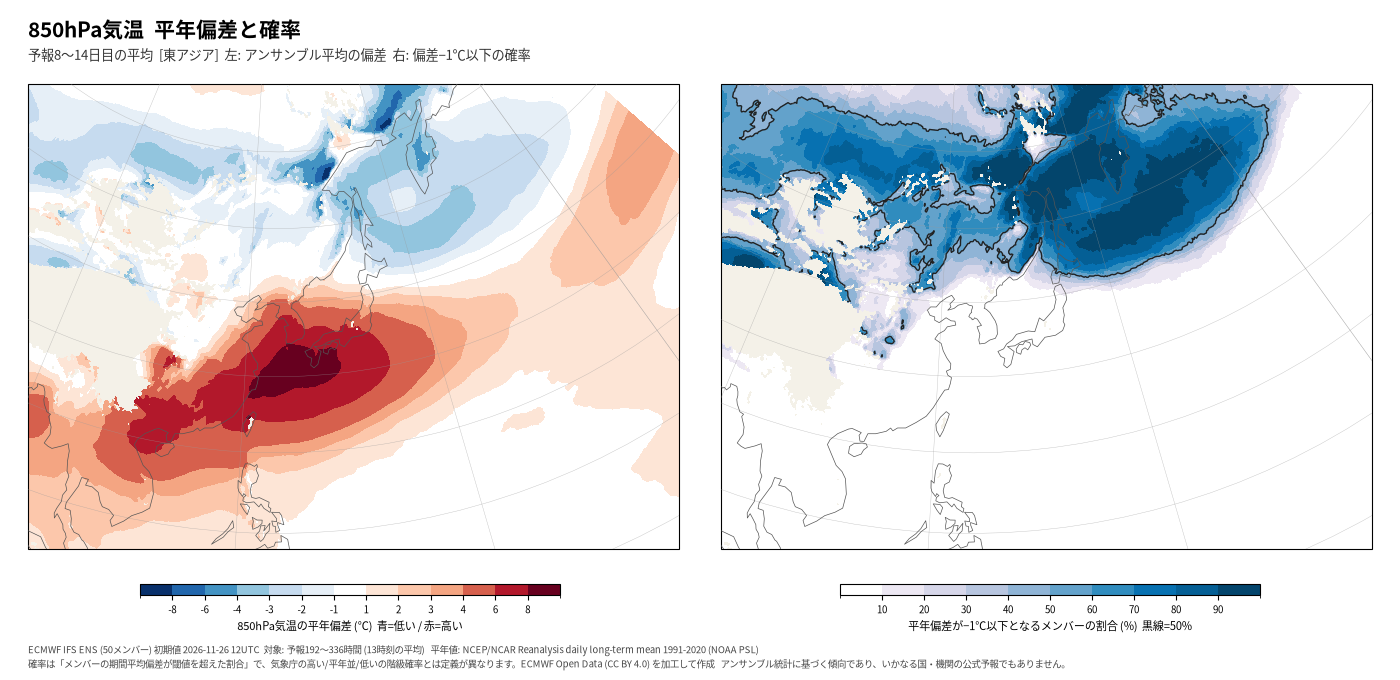 850hPa気温 平年偏差と確率
予報8〜14日目の平均 [東アジア] 左: アンサンブル平均の偏差 右: 偏差−1℃以下の確率
-8 -6 -4 -3 -2 -1 1 2 3 4 6 8
850hPa気温の平年偏差 (℃) 青=低い / 赤=高い
10 20 30 40 50 60 70 80 90
平年偏差が−1℃以下となるメンバーの割合 (%) 黒線=50%
ECMWF IFS ENS (50メンバー) 初期値 2026-11-26 12UTC 対象: 予報192〜336時間 (13時刻の平均) 平年値: NCEP/NCAR Reanalysis daily long-term mean 1991-2020 (NOAA PSL)
確率は「メンバーの期間平均偏差が閾値を超えた割合」で、気象庁の高い/平年並/低いの階級確率とは定義が異なります。ECMWF Open Data (CC BY 4.0) を加工して作成 アンサンブル統計に基づく傾向であり、いかなる国・機関の公式予報でもありません。